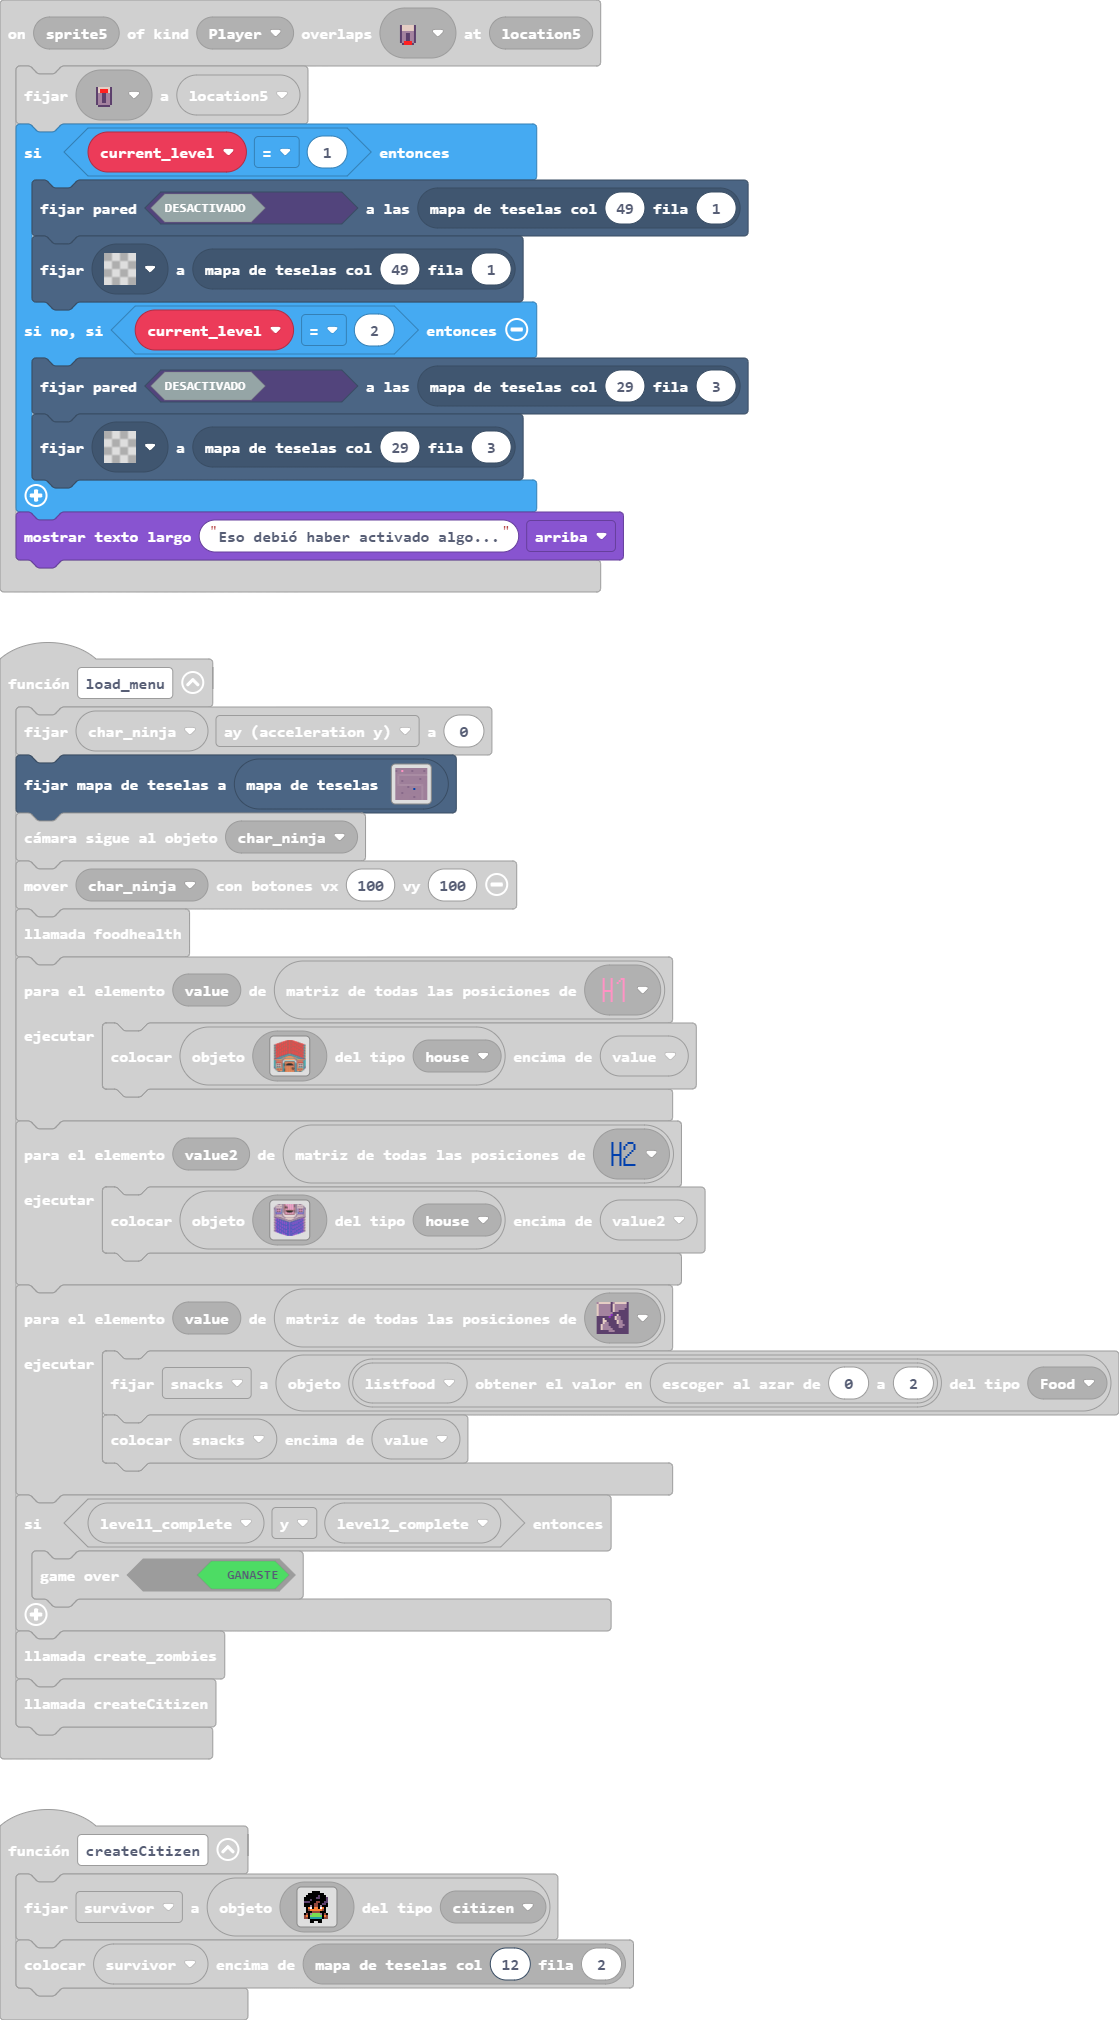 on sprite5 of kind Player overlaps at location5
fijar a location5
si current_level = 1 entonces
fijar pared DESACTIVADO a las mapa de teselas col 49 fila 1
fijar a mapa de teselas col 49 fila 1
si no, si current_level = 2 entonces
fijar pared DESACTIVADO a las mapa de teselas col 29 fila 3
fijar a mapa de teselas col 29 fila 3
mostrar texto largo "Eso debió haber activado algo..." arriba
función load_menu
fijar char_ninja ay (acceleration y) a 0
fijar mapa de teselas a mapa de teselas
cámara sigue al objeto char_ninja
mover char_ninja con botones vx 100 vy 100
llamada foodhealth
para el elemento value de matriz de todas las posiciones de H1
ejecutar
colocar objeto del tipo house encima de value
para el elemento value2 de matriz de todas las posiciones de H2
ejecutar
colocar objeto del tipo house encima de value2
para el elemento value de matriz de todas las posiciones de
ejecutar
fijar snacks a objeto listfood obtener el valor en escoger al azar de 0 a 2 del tipo Food
colocar snacks encima de value
si level1_complete y level2_complete entonces
game over GANASTE
llamada create_zombies
llamada createCitizen
función createCitizen
fijar survivor a objeto del tipo citizen
colocar survivor encima de mapa de teselas col 12 fila 2